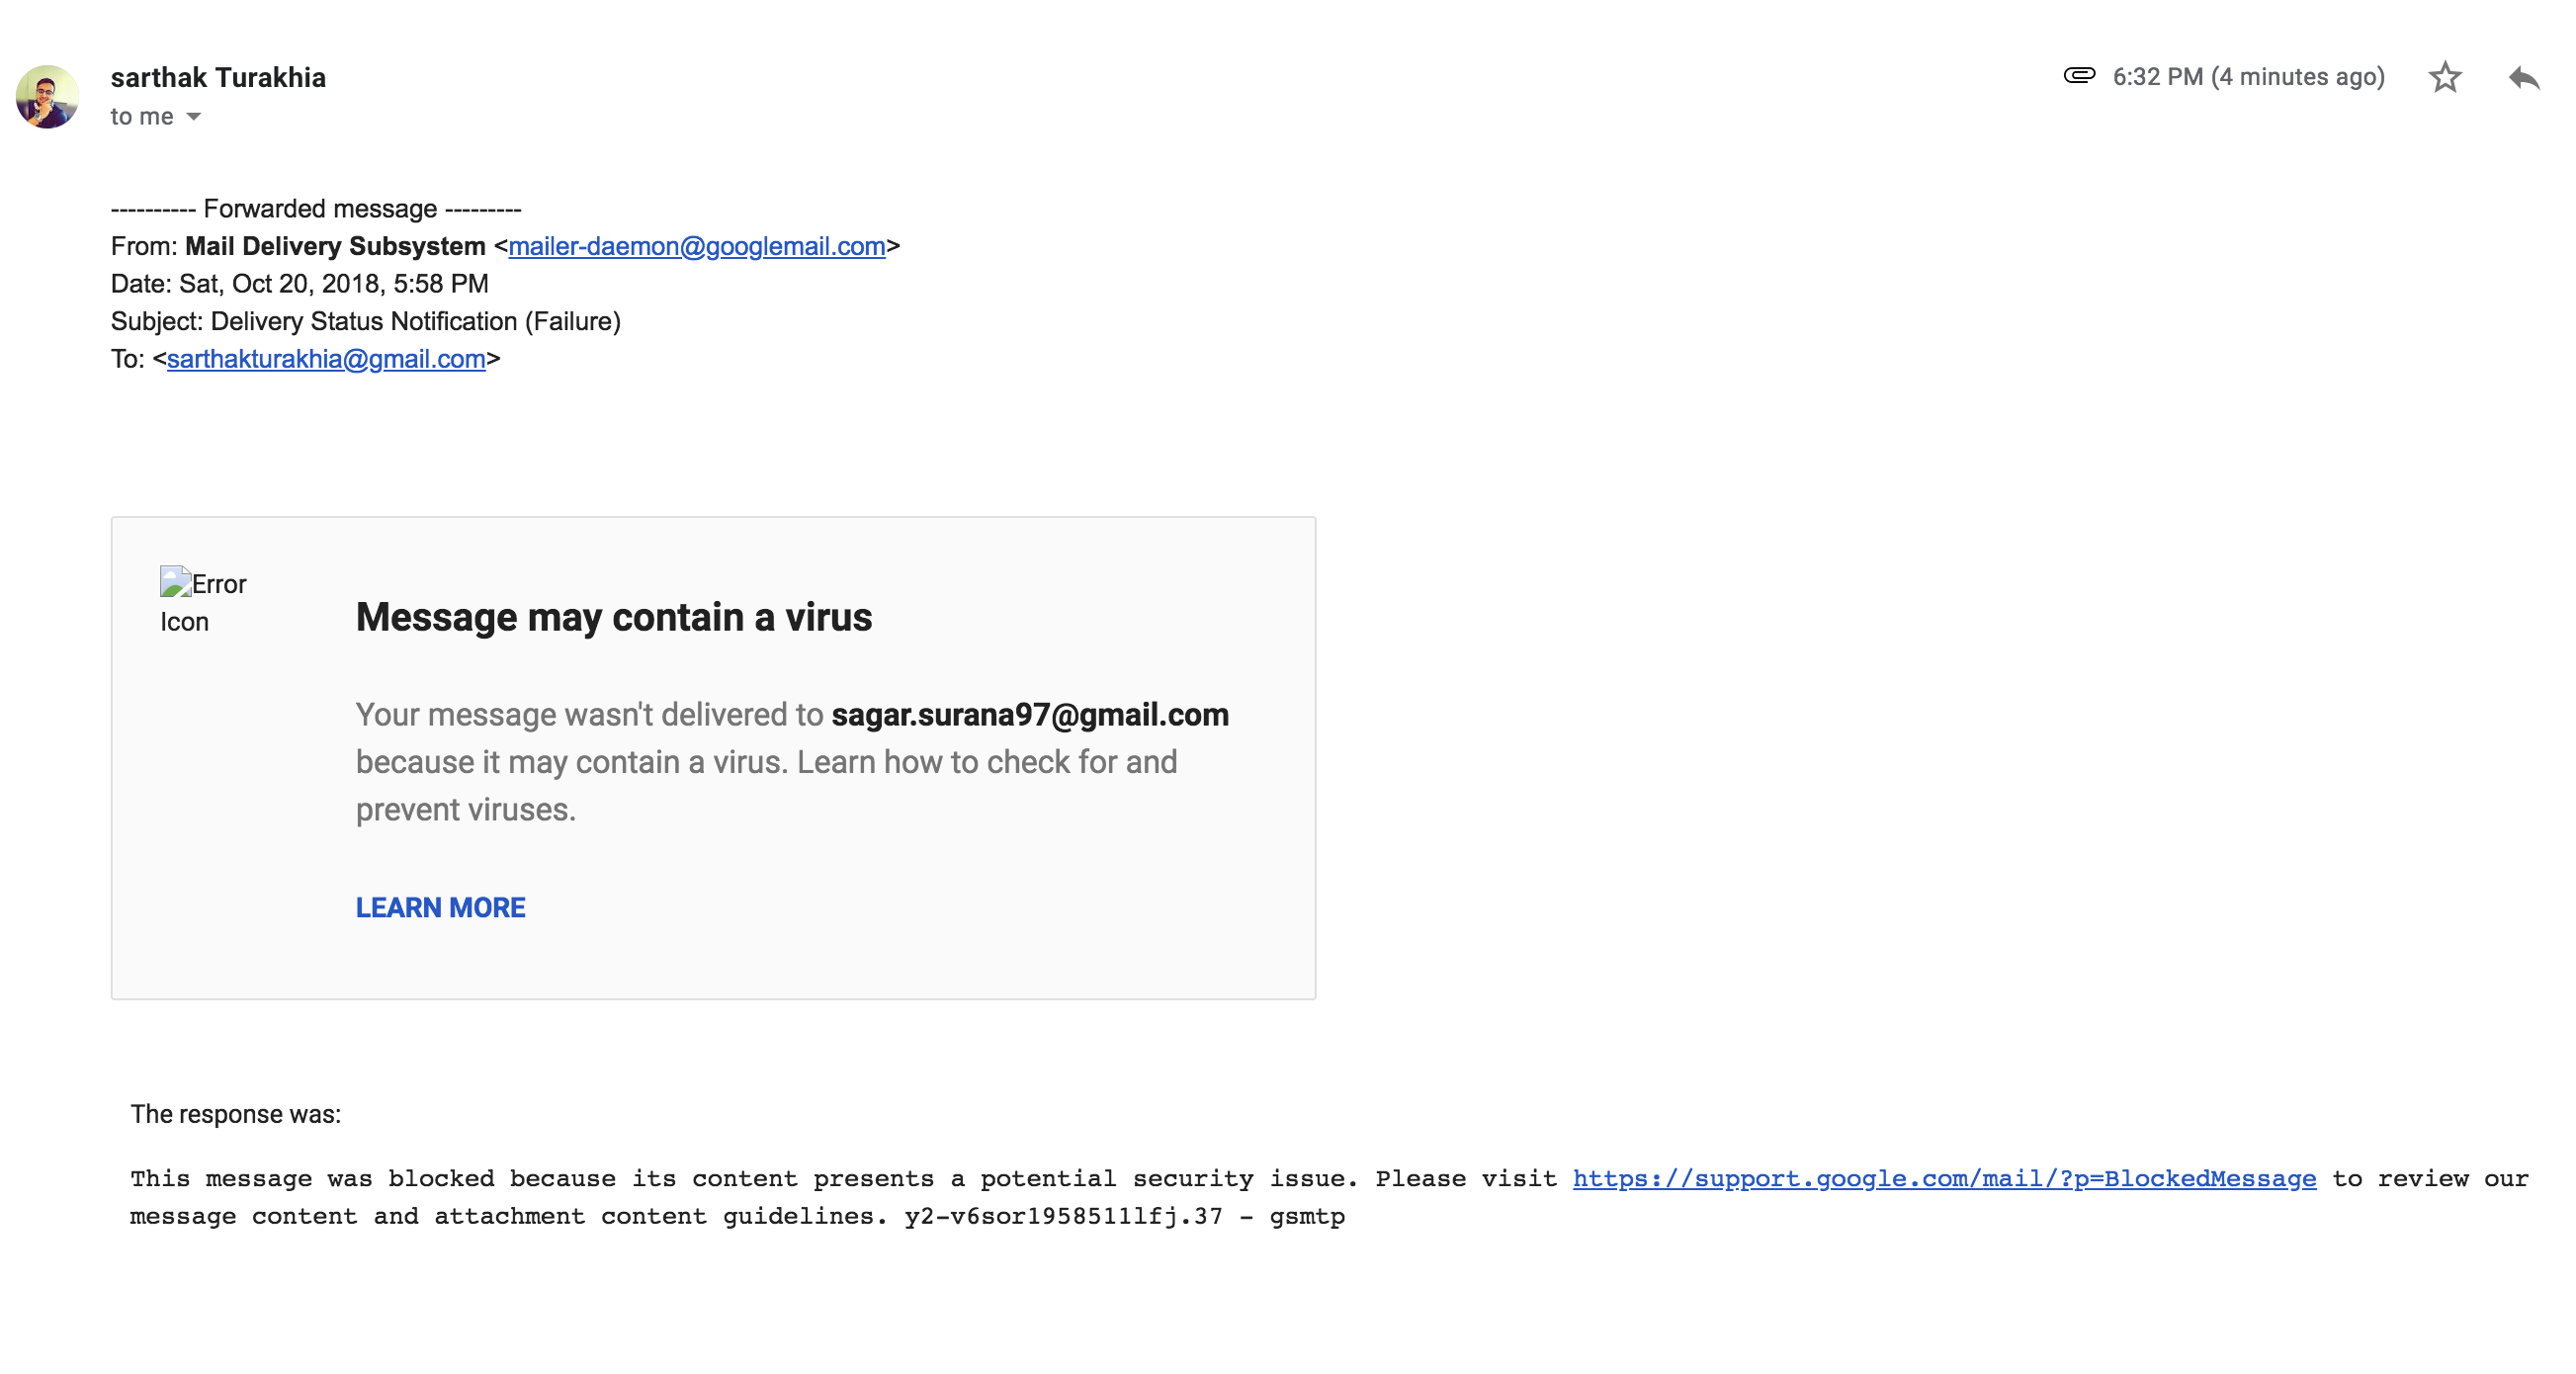 sarthak Turakhia
6:32 PM (4 minutes ago)
to me
---------- Forwarded message ---------
From: Mail Delivery Subsystem <mailer-daemon@googlemail.com>
Date: Sat, Oct 20, 2018, 5:58 PM
Subject: Delivery Status Notification (Failure)
To: <sarthakturakhia@gmail.com>
Error
Icon
Message may contain a virus
Your message wasn't delivered to sagar.surana97@gmail.com
because it may contain a virus. Learn how to check for and
prevent viruses.
LEARN MORE
The response was:
This message was blocked because its content presents a potential security issue. Please visit https://support.google.com/mail/?p=BlockedMessage to review our
message content and attachment content guidelines. y2-v6sor1958511lfj.37 - gsmtp